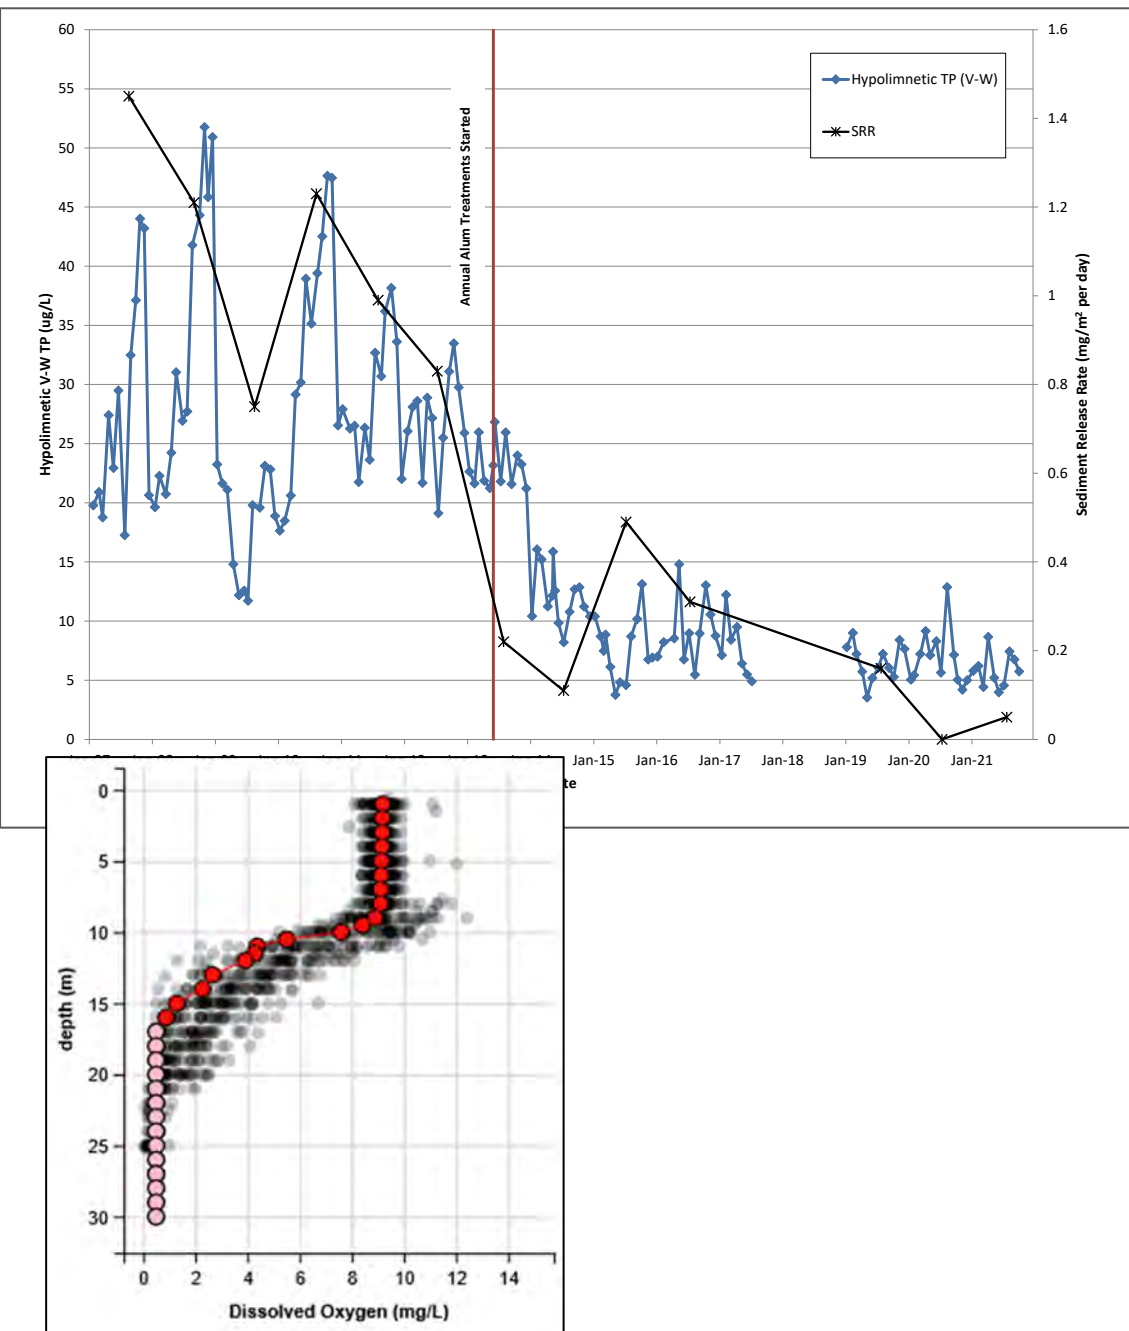 60
55
50
45
40
35
30
25
20
15
10
5
0
Hypolimnetic V-W TP (ug/L)
Annual Alum Treatments Started
Hypolimnetic TP (V-W)
SRR
1.6
1.4
1.2
1
0.8
0.6
0.4
0.2
0
Sediment Release Rate (mg/m² per day)
Jan-15 Jan-16 Jan-17 Jan-18 Jan-19 Jan-20 Jan-21
te
0
5
10
15
20
25
30
depth (m)
0 2 4 6 8 10 12 14
Dissolved Oxygen (mg/L)